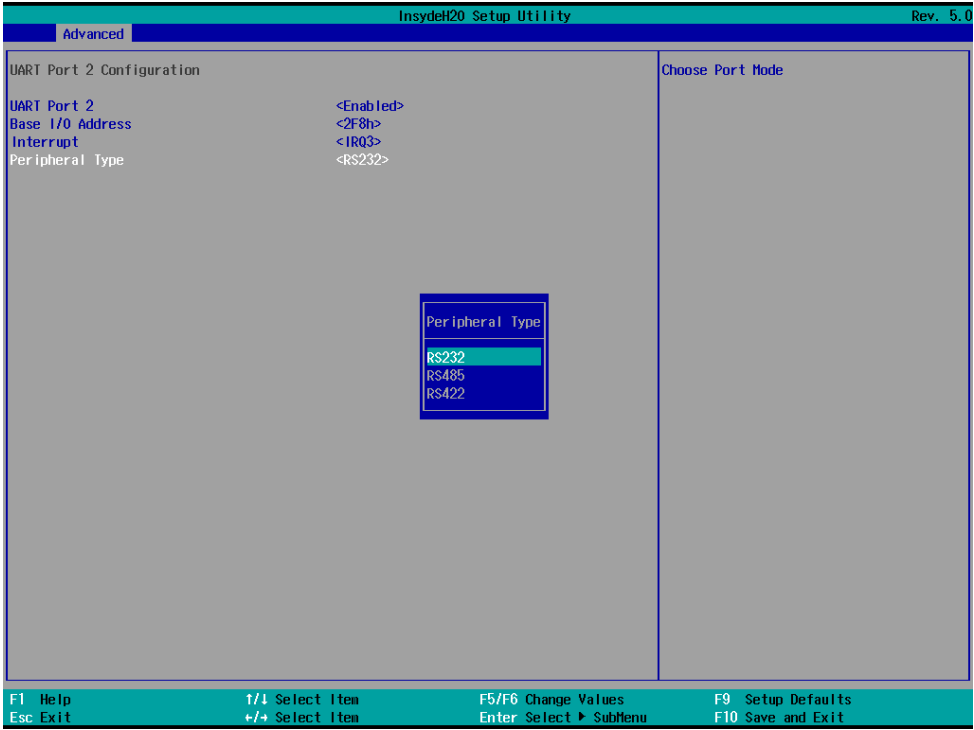 InsydeH20 Setup Utility Rev. 5.0
Advanced
UART Port 2 Configuration
Choose Port Mode
UART Port 2 <Enabled>
Base I/O Address <2F8h>
Interrupt <IRQ3>
Peripheral Type <RS232>
Peripheral Type
RS232
RS485
RS422
F1 Help ↑/↓ Select Item F5/F6 Change Values F9 Setup Defaults
Esc Exit ←/→ Select Item Enter Select ▶ SubMenu F10 Save and Exit